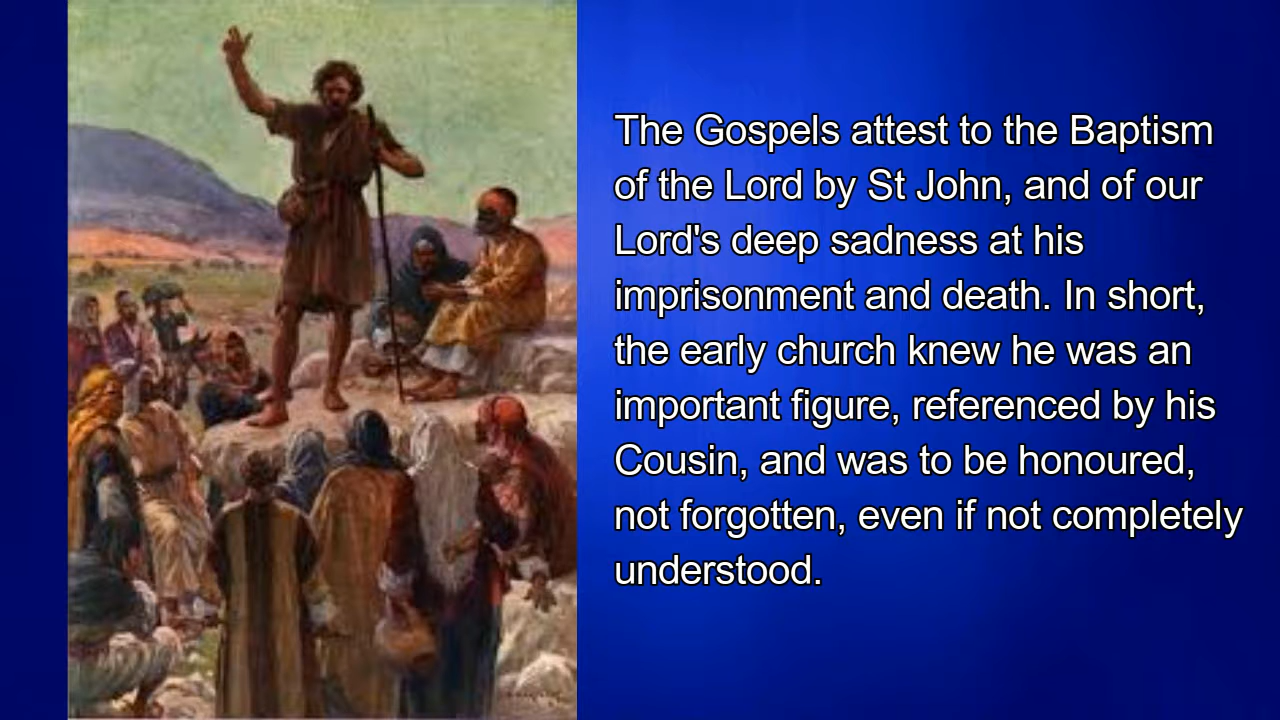 The Gospels attest to the Baptism
of the Lord by St John, and of our
Lord's deep sadness at his
imprisonment and death. In short,
the early church knew he was an
important figure, referenced by his
Cousin, and was to be honoured,
not forgotten, even if not completely
understood.